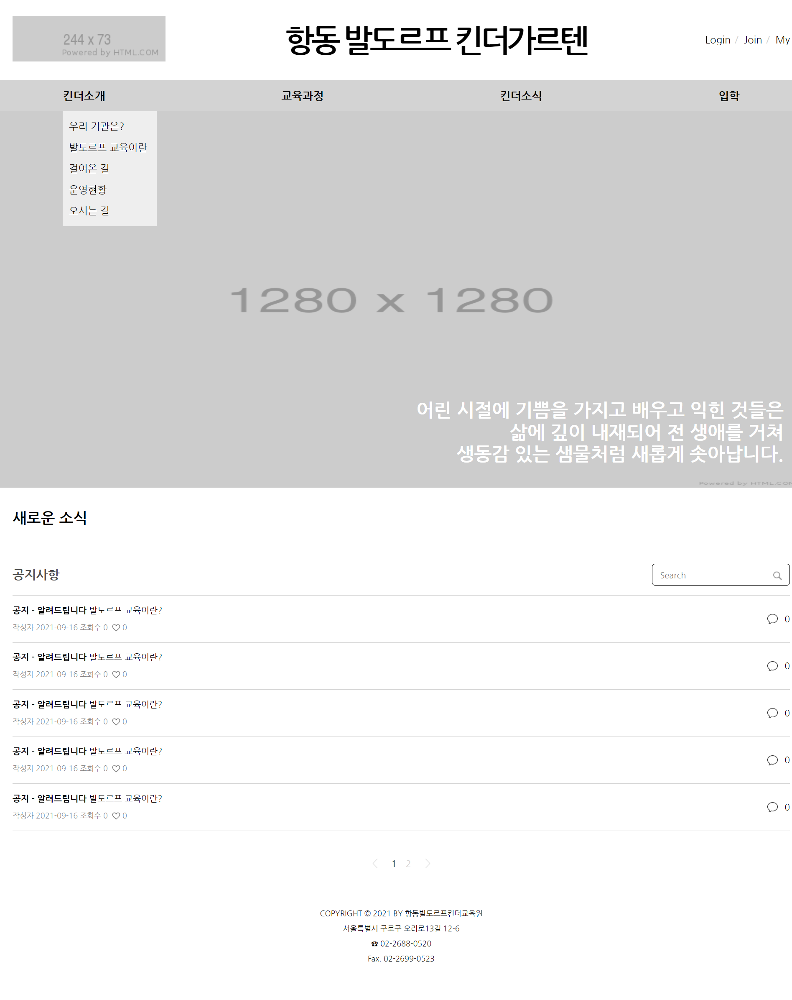 244 x 73
Powered by HTML.COM
항동 발도르프 킨더가르텐
Login / Join / My
킨더소개 교육과정 킨더소식 입학
우리 기관은?
발도르프 교육이란
걸어온 길
운영현황
오시는 길
1280 x 1280
어린 시절에 기쁨을 가지고 배우고 익힌 것들은
삶에 깊이 내재되어 전 생애를 거쳐
생동감 있는 샘물처럼 새롭게 솟아납니다.
Powered by HTML.COM
새로운 소식
공지사항
Search
공지 - 알려드립니다 발도르프 교육이란?
작성자 2021-09-16 조회수 0 ♡ 0
0
공지 - 알려드립니다 발도르프 교육이란?
작성자 2021-09-16 조회수 0 ♡ 0
0
공지 - 알려드립니다 발도르프 교육이란?
작성자 2021-09-16 조회수 0 ♡ 0
0
공지 - 알려드립니다 발도르프 교육이란?
작성자 2021-09-16 조회수 0 ♡ 0
0
공지 - 알려드립니다 발도르프 교육이란?
작성자 2021-09-16 조회수 0 ♡ 0
0
1 2
COPYRIGHT © 2021 BY 항동발도르프킨더교육원
서울특별시 구로구 오리로13길 12-6
☎ 02-2688-0520
Fax. 02-2699-0523